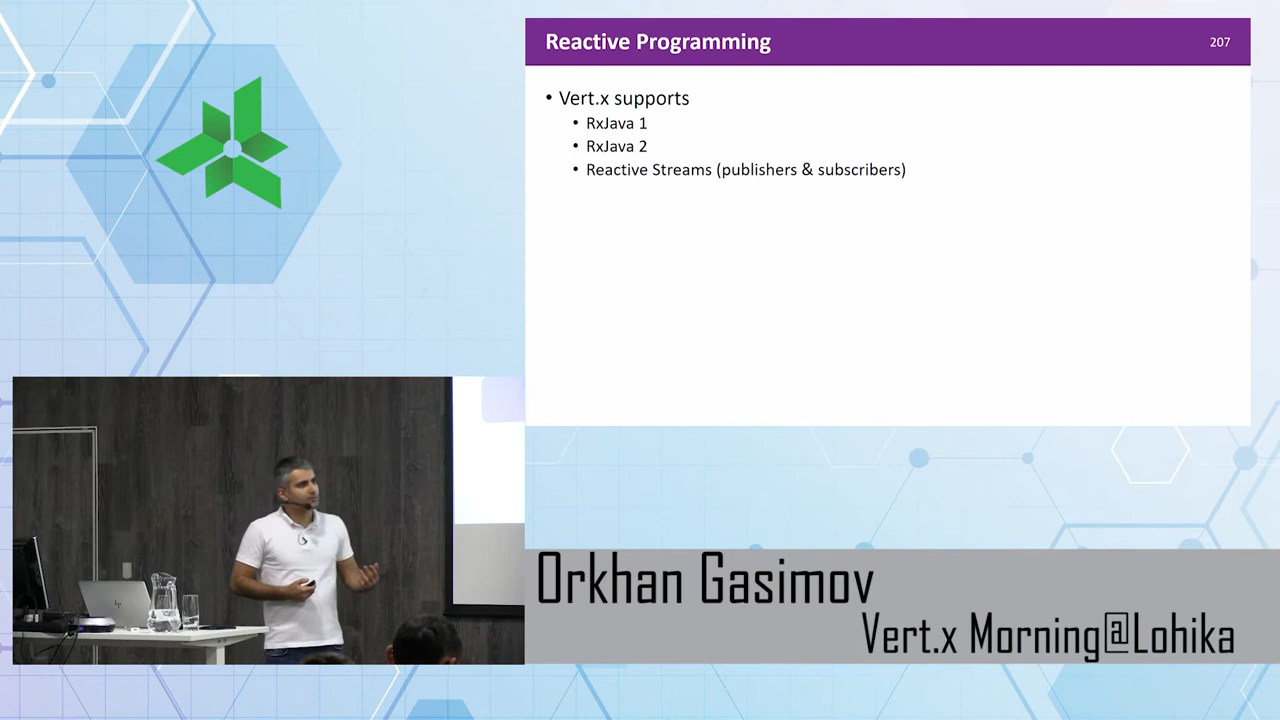 Reactive Programming
207
• Vert.x supports
• RxJava 1
• RxJava 2
• Reactive Streams (publishers & subscribers)
Orkhan Gasimov
Vert.x Morning@Lohika